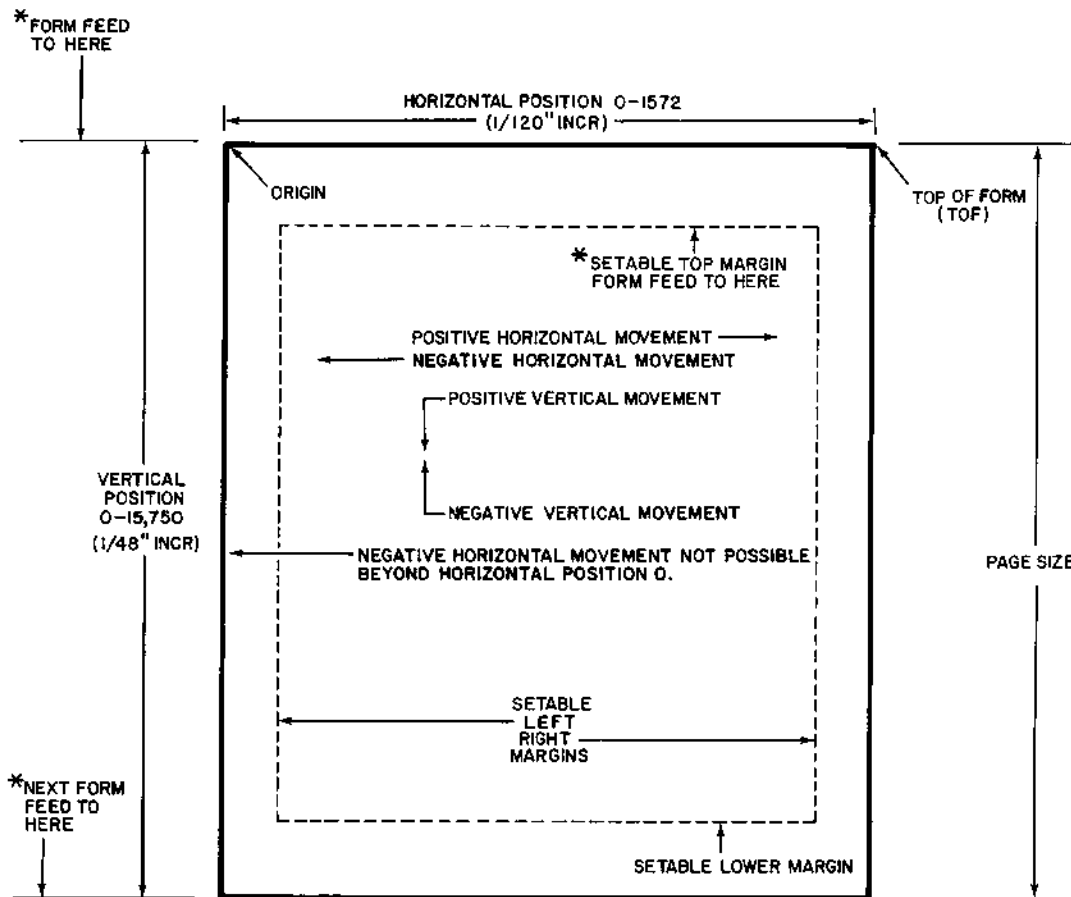 *FORM FEED
TO HERE
HORIZONTAL POSITION 0-1572
(1/120" INCR)
ORIGIN
TOP OF FORM
(TOF)
*SETABLE TOP MARGIN
FORM FEED TO HERE
POSITIVE HORIZONTAL MOVEMENT
NEGATIVE HORIZONTAL MOVEMENT
POSITIVE VERTICAL MOVEMENT
VERTICAL
POSITION
0-15,750
(1/48" INCR)
NEGATIVE VERTICAL MOVEMENT
NEGATIVE HORIZONTAL MOVEMENT NOT POSSIBLE
BEYOND HORIZONTAL POSITION 0.
PAGE SIZE
SETABLE
LEFT
RIGHT
MARGINS
*NEXT FORM
FEED TO
HERE
SETABLE LOWER MARGIN